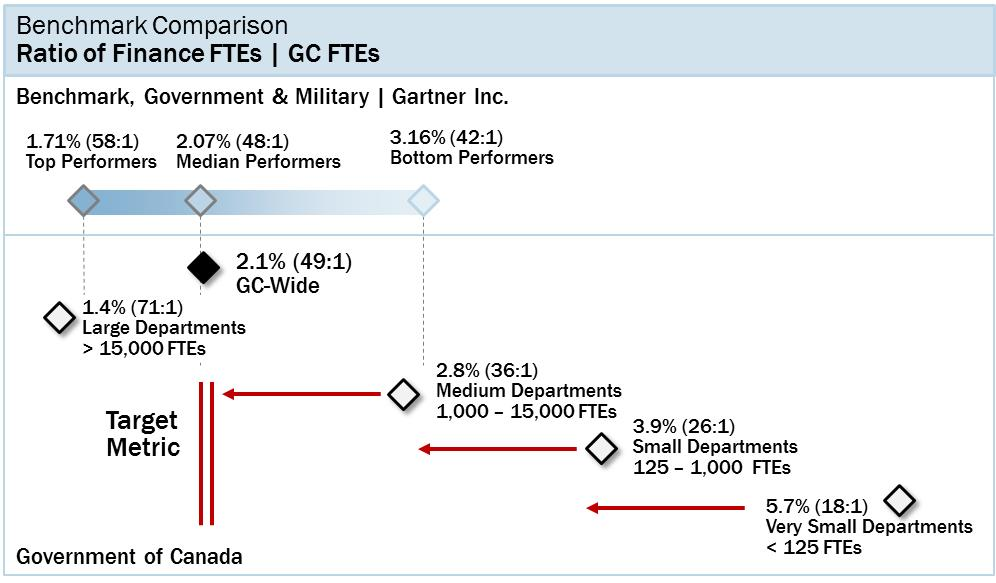 Benchmark Comparison
Ratio of Finance FTEs | GC FTEs
Benchmark, Government & Military | Gartner Inc.
1.71% (58:1)
Top Performers
2.07% (48:1)
Median Performers
3.16% (42:1)
Bottom Performers
2.1% (49:1)
GC-Wide
1.4% (71:1)
Large Departments
> 15,000 FTEs
2.8% (36:1)
Medium Departments
1,000 – 15,000 FTEs
Target
Metric
3.9% (26:1)
Small Departments
125 – 1,000 FTEs
5.7% (18:1)
Very Small Departments
< 125 FTEs
Government of Canada